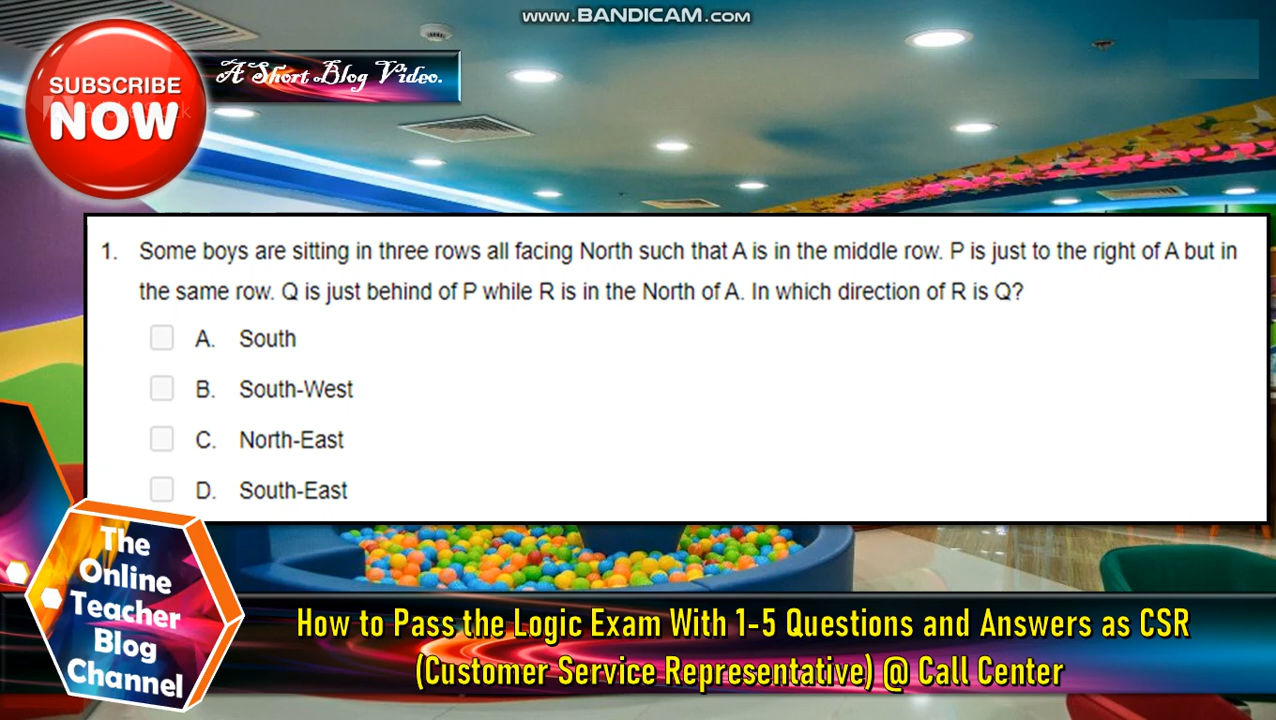 www.BANDICAM.com
SUBSCRIBE
NOW
A Short Blog Video.
1. Some boys are sitting in three rows all facing North such that A is in the middle row. P is just to the right of A but in
the same row. Q is just behind of P while R is in the North of A. In which direction of R is Q?
A. South
B. South-West
C. North-East
D. South-East
The
Online
Teacher
Blog
Channel
How to Pass the Logic Exam With 1-5 Questions and Answers as CSR
(Customer Service Representative) @ Call Center